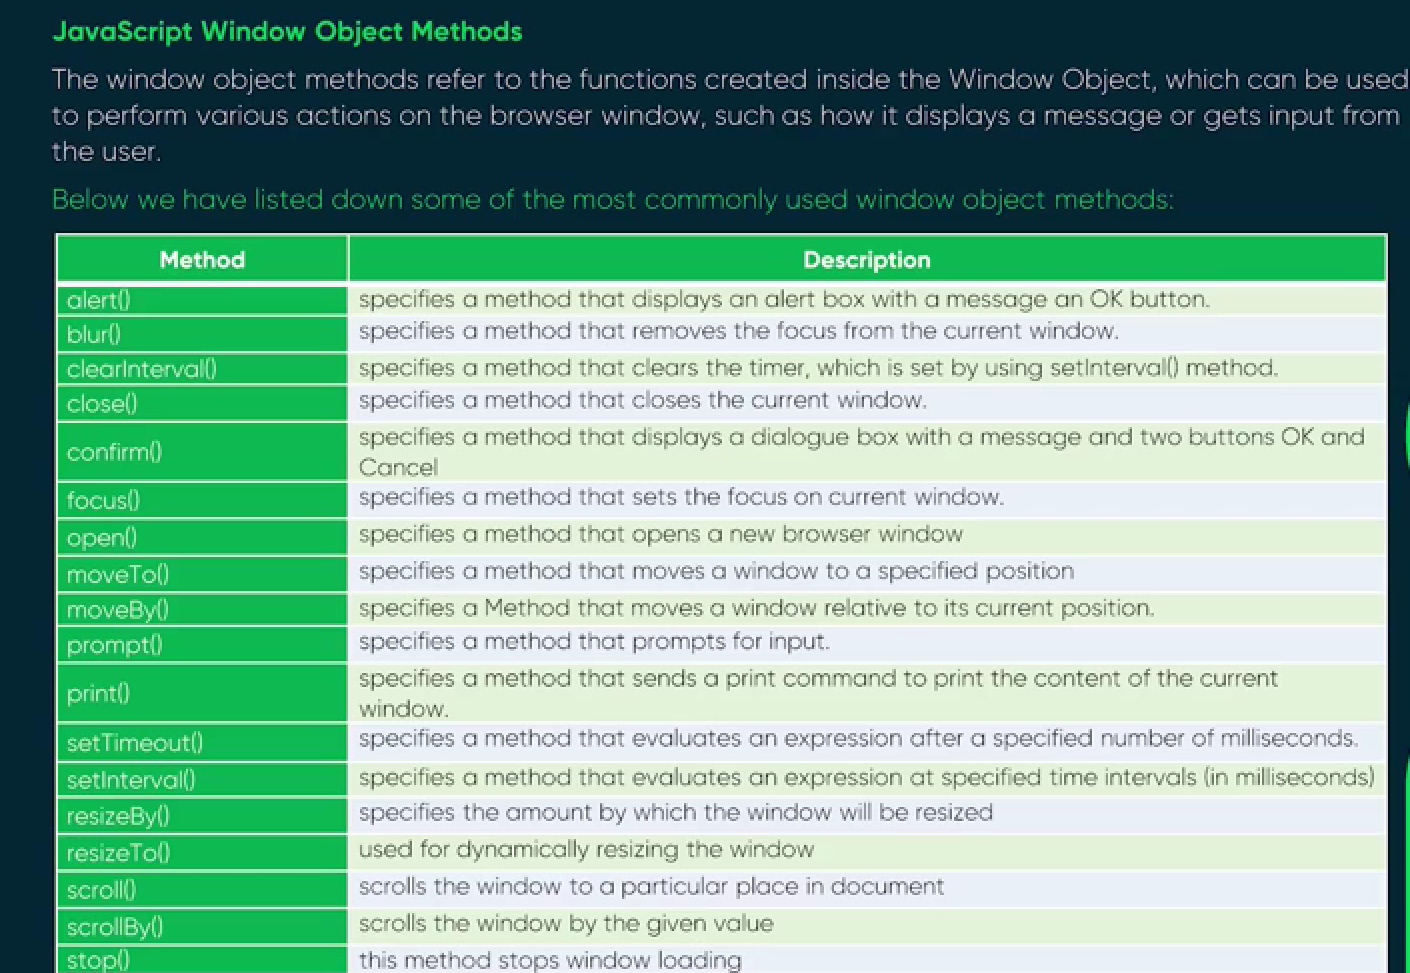 JavaScript Window Object Methods
The window object methods refer to the functions created inside the Window Object, which can be used
to perform various actions on the browser window, such as how it displays a message or gets input from
the user.
Below we have listed down some of the most commonly used window object methods:
Method Description
alert() specifies a method that displays an alert box with a message an OK button.
blur() specifies a method that removes the focus from the current window.
clearInterval() specifies a method that clears the timer, which is set by using setInterval() method.
close() specifies a method that closes the current window.
confirm() specifies a method that displays a dialogue box with a message and two buttons OK and
Cancel
focus() specifies a method that sets the focus on current window.
open() specifies a method that opens a new browser window
moveTo() specifies a method that moves a window to a specified position
moveBy() specifies a Method that moves a window relative to its current position.
prompt() specifies a method that prompts for input.
print() specifies a method that sends a print command to print the content of the current
window.
setTimeout() specifies a method that evaluates an expression after a specified number of milliseconds.
setInterval() specifies a method that evaluates an expression at specified time intervals (in milliseconds)
resizeBy() specifies the amount by which the window will be resized
resizeTo() used for dynamically resizing the window
scroll() scrolls the window to a particular place in document
scrollBy() scrolls the window by the given value
stop() this method stops window loading